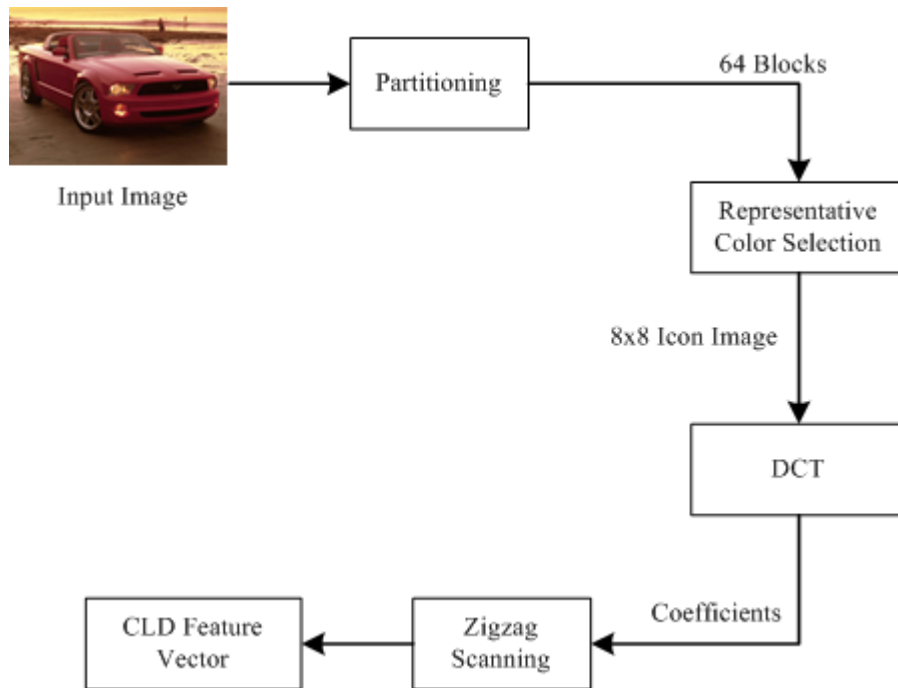 Input Image
Partitioning
64 Blocks
Representative
Color Selection
8x8 Icon Image
DCT
Coefficients
Zigzag
Scanning
CLD Feature
Vector